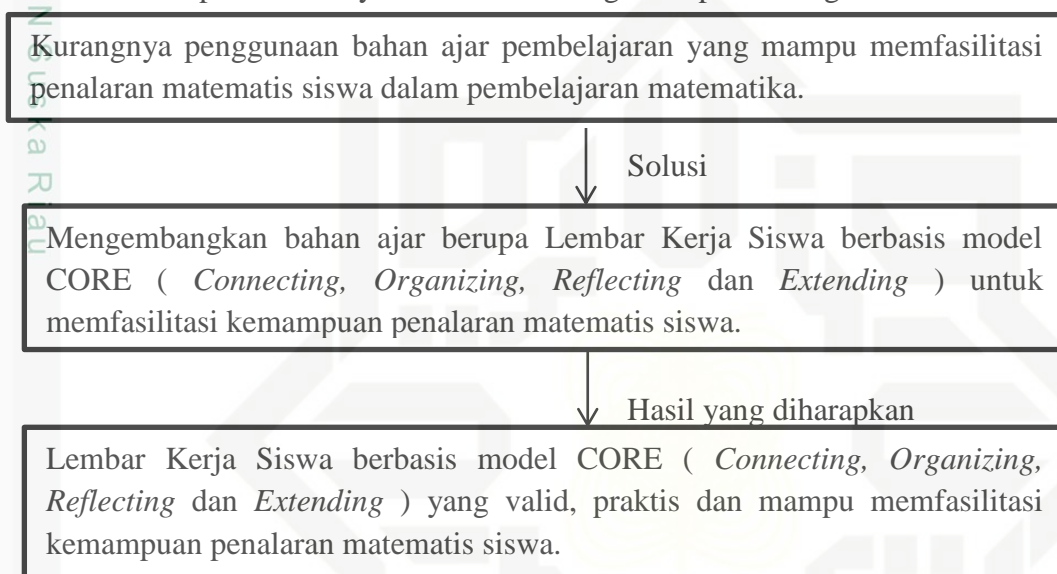 N Suska Riau
Kurangnya penggunaan bahan ajar pembelajaran yang mampu memfasilitasi
penalaran matematis siswa dalam pembelajaran matematika.
Solusi
Mengembangkan bahan ajar berupa Lembar Kerja Siswa berbasis model
CORE ( Connecting, Organizing, Reflecting dan Extending ) untuk
memfasilitasi kemampuan penalaran matematis siswa.
Hasil yang diharapkan
Lembar Kerja Siswa berbasis model CORE ( Connecting, Organizing,
Reflecting dan Extending ) yang valid, praktis dan mampu memfasilitasi
kemampuan penalaran matematis siswa.